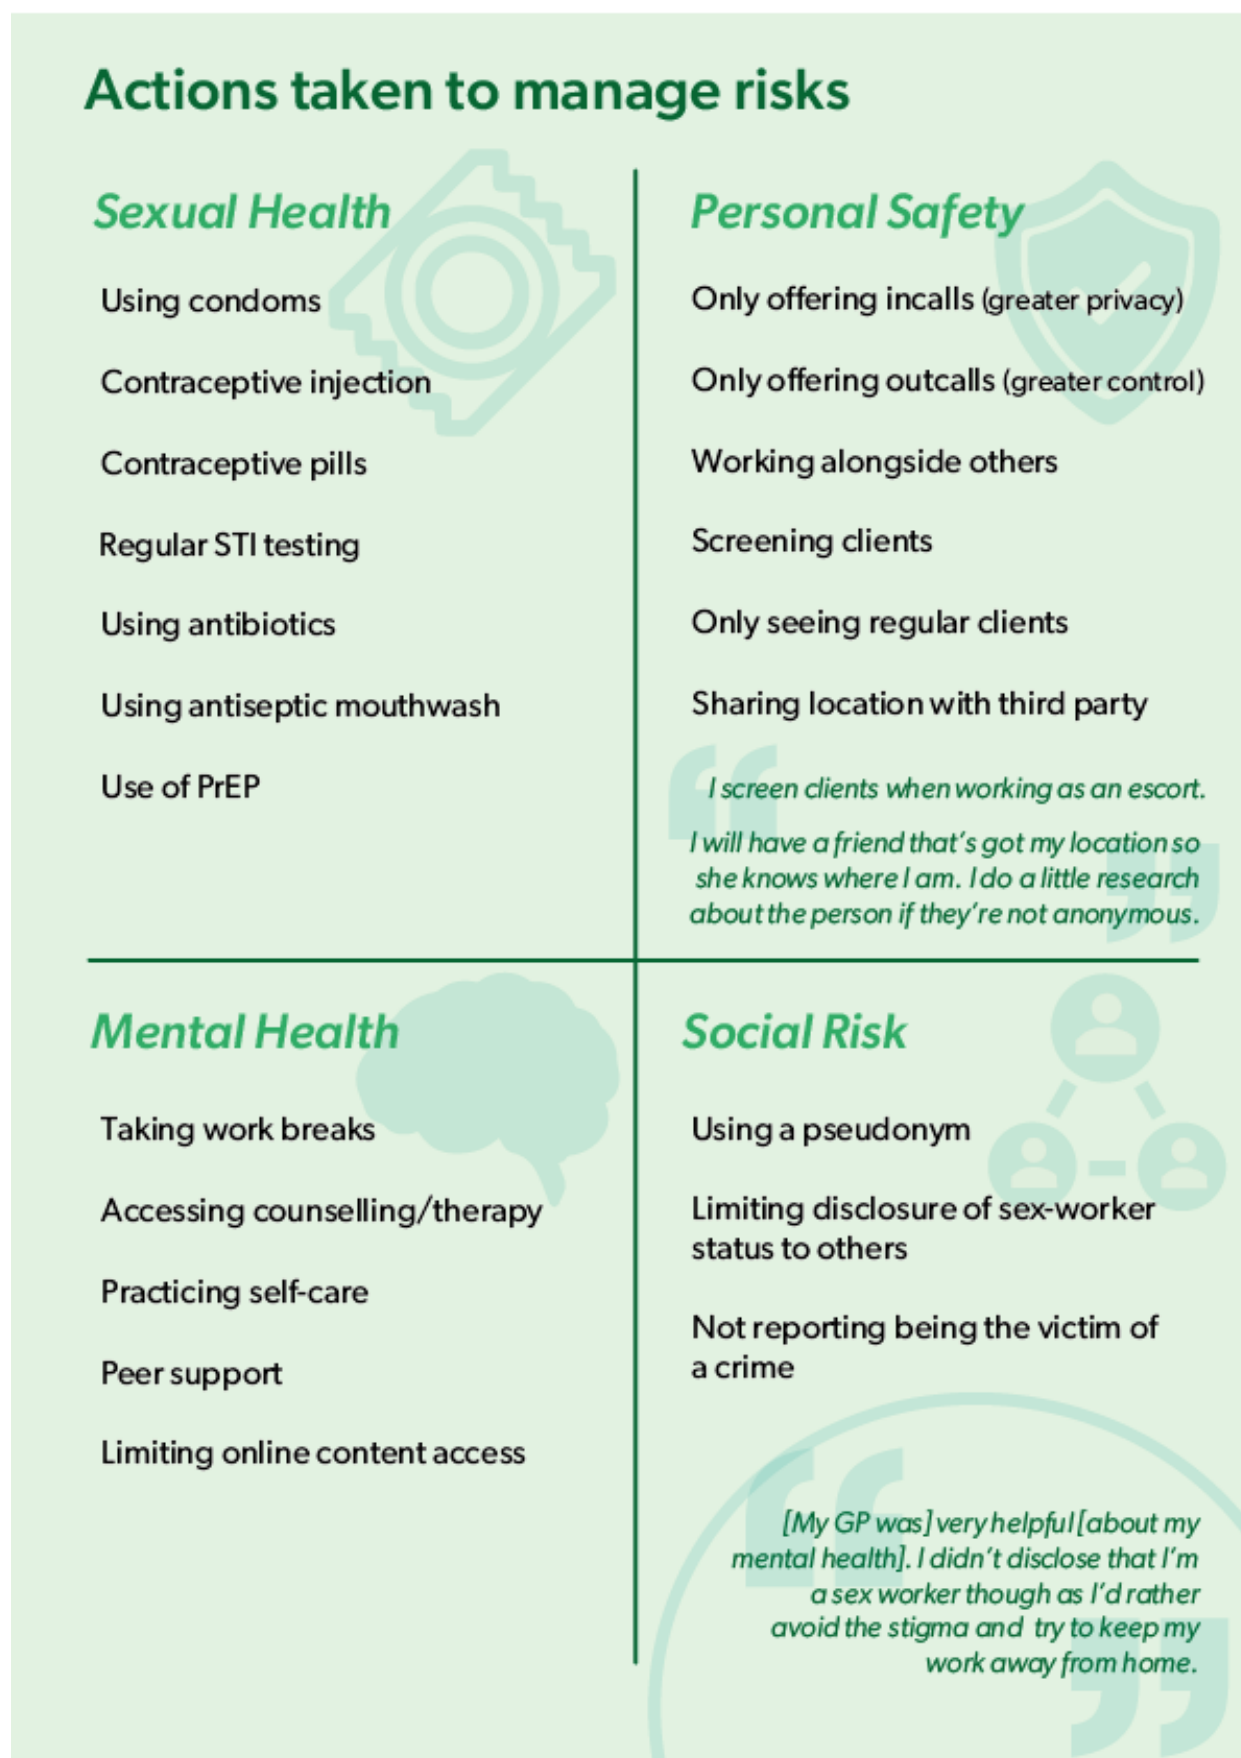 Actions taken to manage risks
Sexual Health
Using condoms
Contraceptive injection
Contraceptive pills
Regular STI testing
Using antibiotics
Using antiseptic mouthwash
Use of PrEP
Personal Safety
Only offering incalls (greater privacy)
Only offering outcalls (greater control)
Working alongside others
Screening clients
Only seeing regular clients
Sharing location with third party
“
I screen clients when working as an escort.
I will have a friend that’s got my location so
she knows where I am. I do a little research
about the person if they’re not anonymous.
”
Mental Health
Taking work breaks
Accessing counselling/therapy
Practicing self-care
Peer support
Limiting online content access
Social Risk
Using a pseudonym
Limiting disclosure of sex-worker
status to others
Not reporting being the victim of
a crime
“
[My GP was] very helpful [about my
mental health]. I didn’t disclose that I’m
a sex worker though as I’d rather
avoid the stigma and try to keep my
work away from home.
”